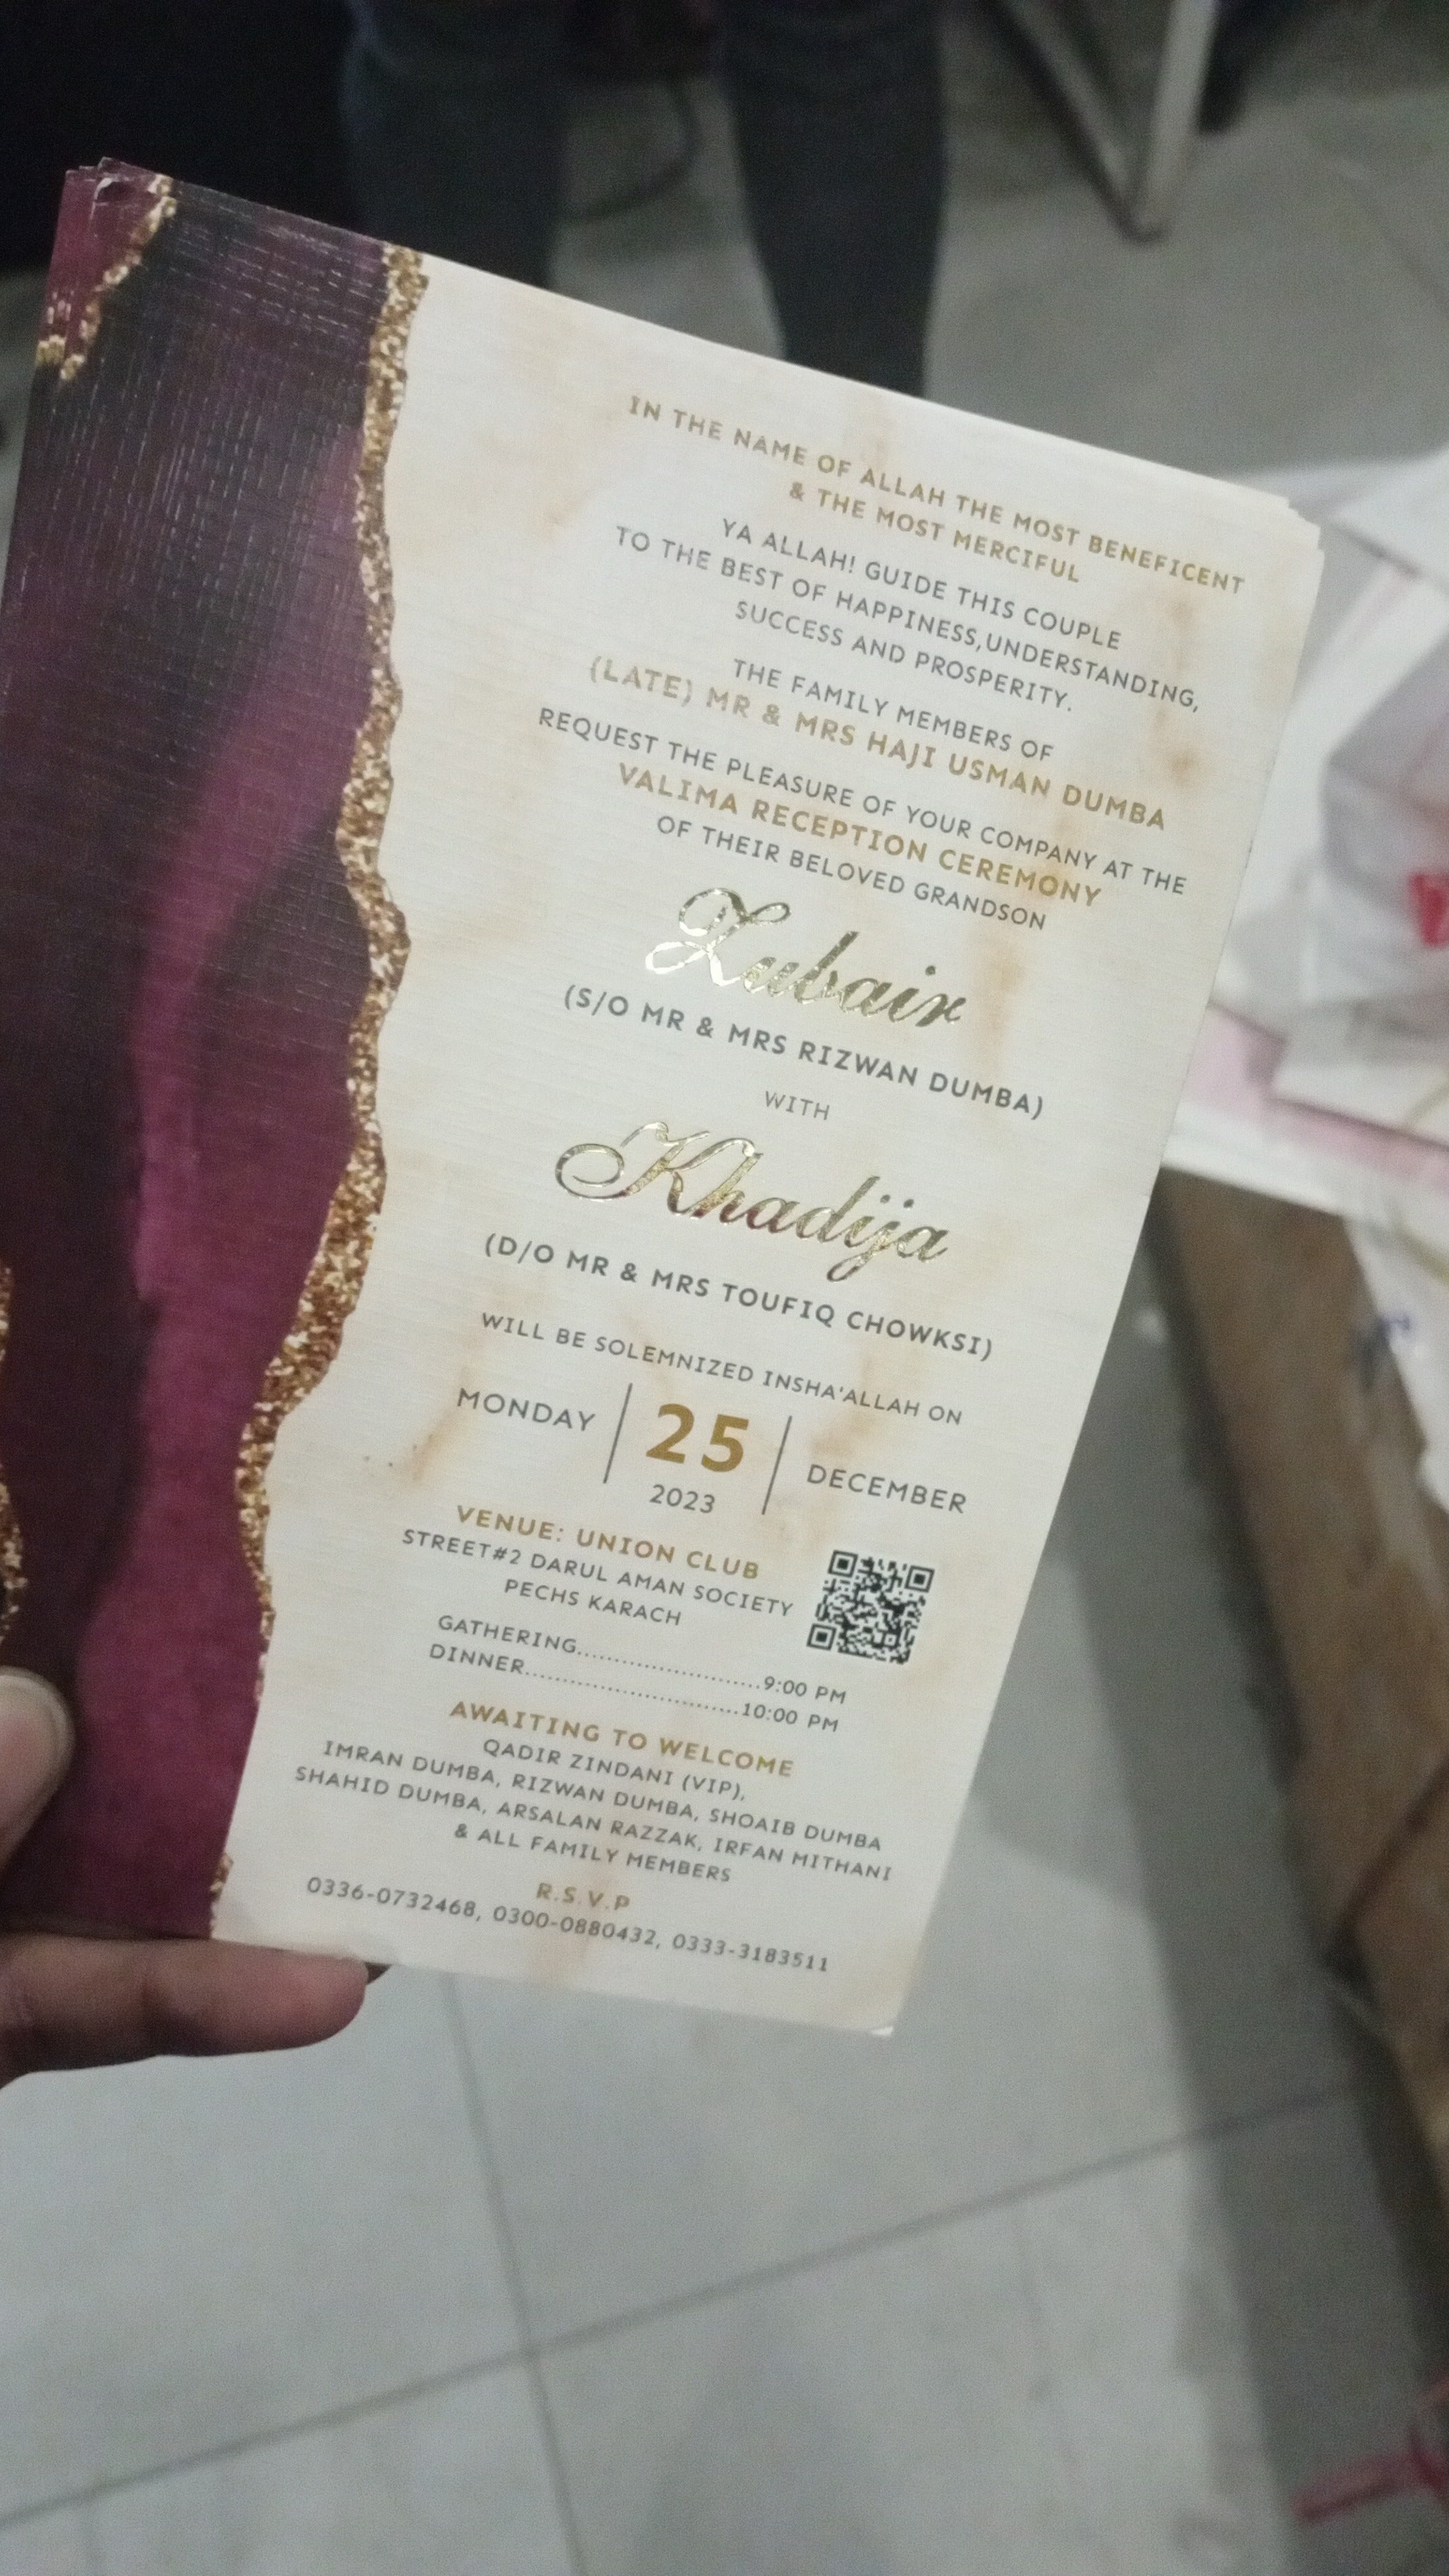 IN THE NAME OF ALLAH THE MOST BENEFICENT
& THE MOST MERCIFUL
YA ALLAH! GUIDE THIS COUPLE
TO THE BEST OF HAPPINESS,UNDERSTANDING,
SUCCESS AND PROSPERITY.
THE FAMILY MEMBERS OF
(LATE) MR & MRS HAJI USMAN DUMBA
REQUEST THE PLEASURE OF YOUR COMPANY AT THE
VALIMA RECEPTION CEREMONY
OF THEIR BELOVED GRANDSON
Zubair
(S/O MR & MRS RIZWAN DUMBA)
WITH
Khadija
(D/O MR & MRS TOUFIQ CHOWKSI)
WILL BE SOLEMNIZED INSHA'ALLAH ON
MONDAY | 25 | DECEMBER
2023
VENUE: UNION CLUB
STREET#2 DARUL AMAN SOCIETY
PECHS KARACH
GATHERING..............................9:00 PM
DINNER...................................10:00 PM
AWAITING TO WELCOME
QADIR ZINDANI (VIP),
IMRAN DUMBA, RIZWAN DUMBA, SHOAIB DUMBA
SHAHID DUMBA, ARSALAN RAZZAK, IRFAN MITHANI
& ALL FAMILY MEMBERS
R.S.V.P
0336-0732468, 0300-0880432, 0333-3183511